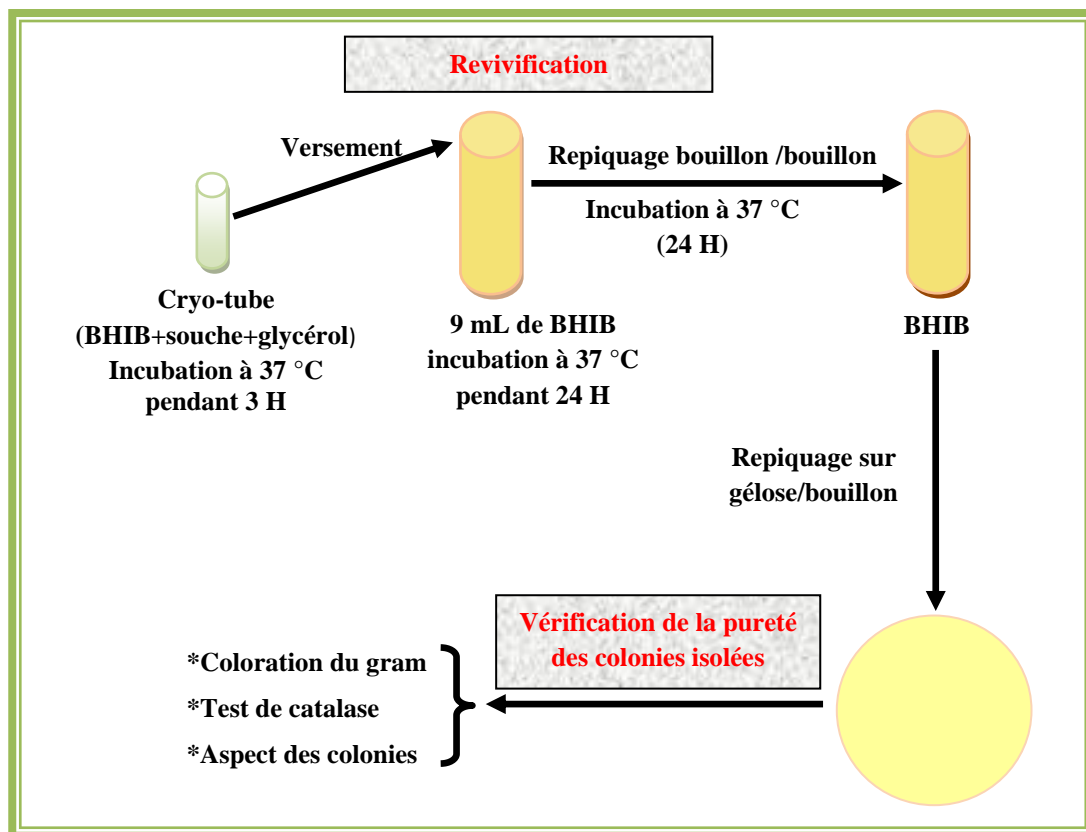 Revivification
Versement
Repiquage bouillon /bouillon
Incubation à 37 °C
(24 H)
Cryo-tube
(BHIB+souche+glycérol)
Incubation à 37 °C
pendant 3 H
9 mL de BHIB
incubation à 37 °C
pendant 24 H
BHIB
Repiquage sur
gélose/bouillon
Vérification de la pureté
des colonies isolées
*Coloration du gram
*Test de catalase
*Aspect des colonies